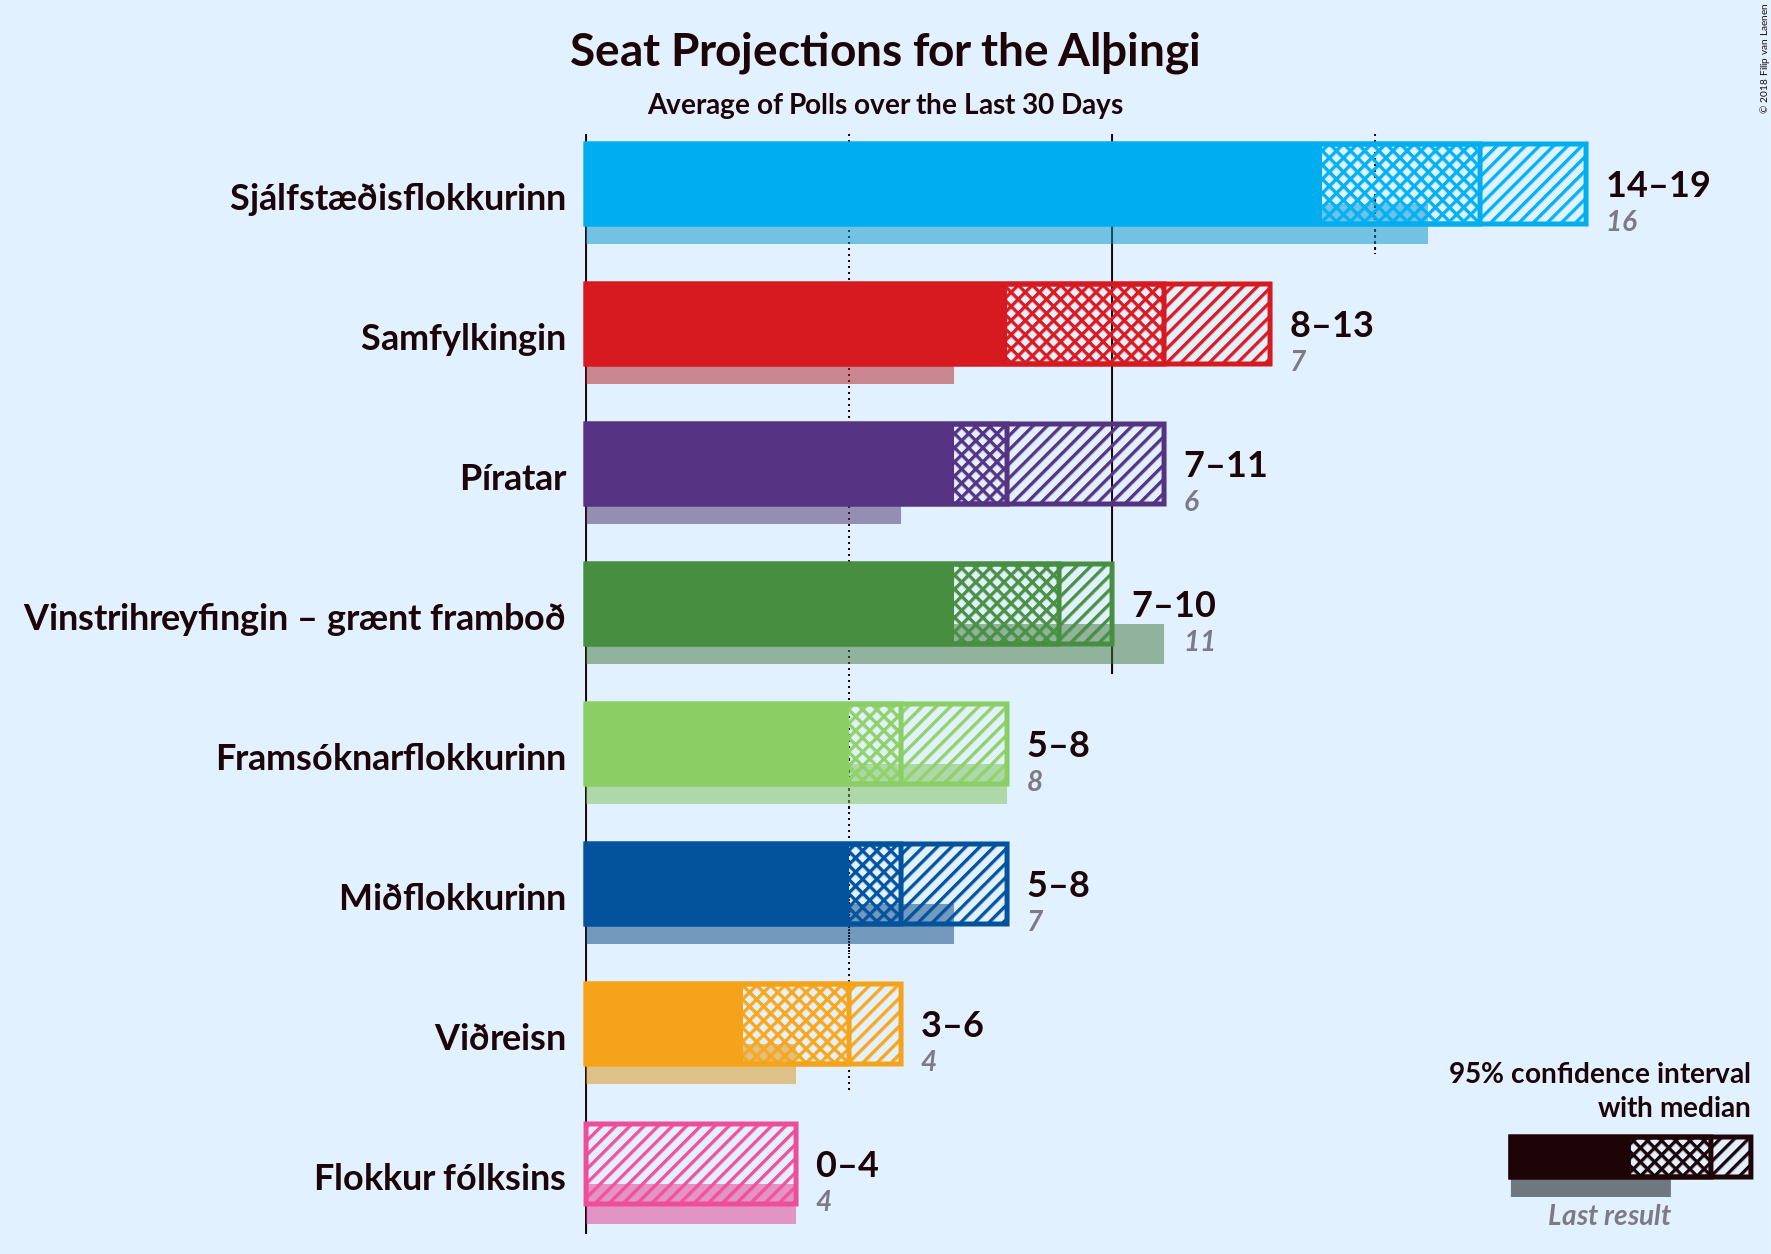 Seat Projections for the Alþingi
Average of Polls over the Last 30 Days
© 2018 Filip van Laenen
Sjálfstæðisflokkurinn
14–19
16
Samfylkingin
8–13
7
Píratar
7–11
6
Vinstrihreyfingin – grænt framboð
7–10
11
Framsóknarflokkurinn
5–8
8
Miðflokkurinn
5–8
7
Viðreisn
3–6
4
Flokkur fólksins
0–4
4
95% confidence interval
with median
Last result